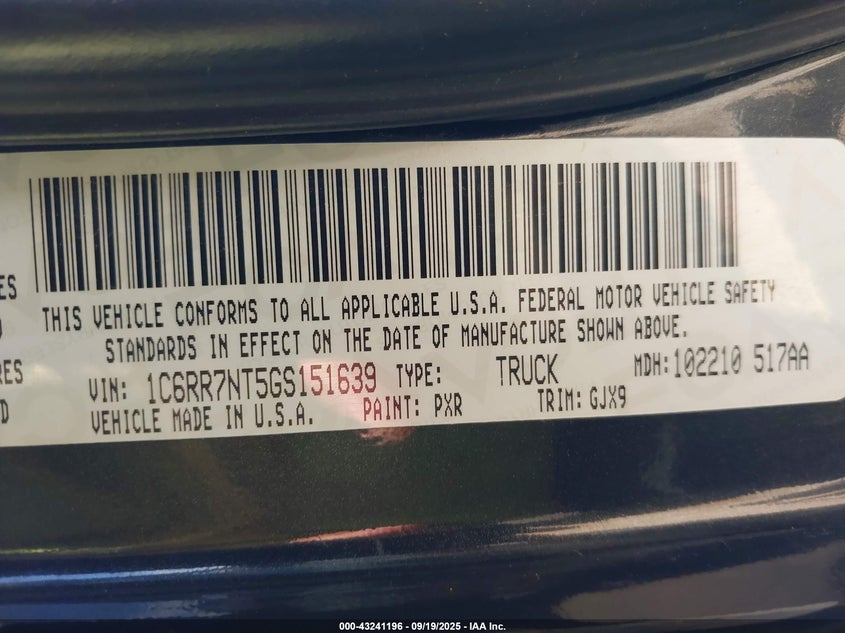 THIS VEHICLE CONFORMS TO ALL APPLICABLE U.S.A. FEDERAL MOTOR VEHICLE SAFETY
STANDARDS IN EFFECT ON THE DATE OF MANUFACTURE SHOWN ABOVE.
VIN: 1C6RR7NT5GS151639 TYPE: TRUCK MDH:102210 517AA
VEHICLE MADE IN U.S.A. PAINT: PXR TRIM: GJX9
000-43241196 - 09/19/2025 - IAA Inc.